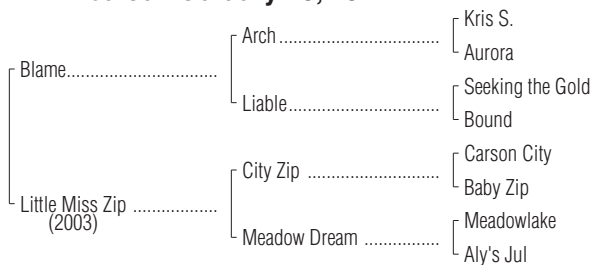 Kris S.
Arch
Aurora
Blame
Seeking the Gold
Liable
Bound
Carson City
City Zip
Baby Zip
Little Miss Zip
(2003)
Meadowlake
Meadow Dream
Aly's Jul